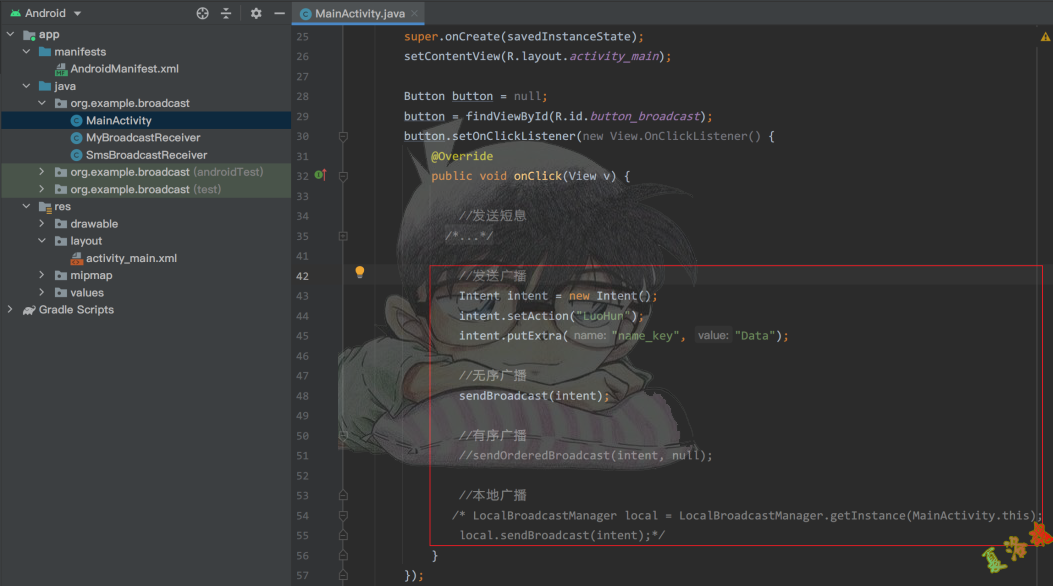 Android
MainActivity.java
app
manifests
AndroidManifest.xml
java
org.example.broadcast
MainActivity
MyBroadcastReceiver
SmsBroadcastReceiver
org.example.broadcast (androidTest)
org.example.broadcast (test)
res
drawable
layout
activity_main.xml
mipmap
values
Gradle Scripts
25 super.onCreate(savedInstanceState);
26 setContentView(R.layout.activity_main);
27
28 Button button = null;
29 button = findViewById(R.id.button_broadcast);
30 button.setOnClickListener(new View.OnClickListener() {
31 @Override
32 public void onClick(View v) {
33
34 //发送短息
35 /*...*/
41
42 //发送广播
43 Intent intent = new Intent();
44 intent.setAction("LuoHun");
45 intent.putExtra( name: "name_key", value: "Data");
46
47 //无序广播
48 sendBroadcast(intent);
49
50 //有序广播
51 //sendOrderedBroadcast(intent, null);
52
53 //本地广播
54 /* LocalBroadcastManager local = LocalBroadcastManager.getInstance(MainActivity.this);
55 local.sendBroadcast(intent);*/
56 }
57 });